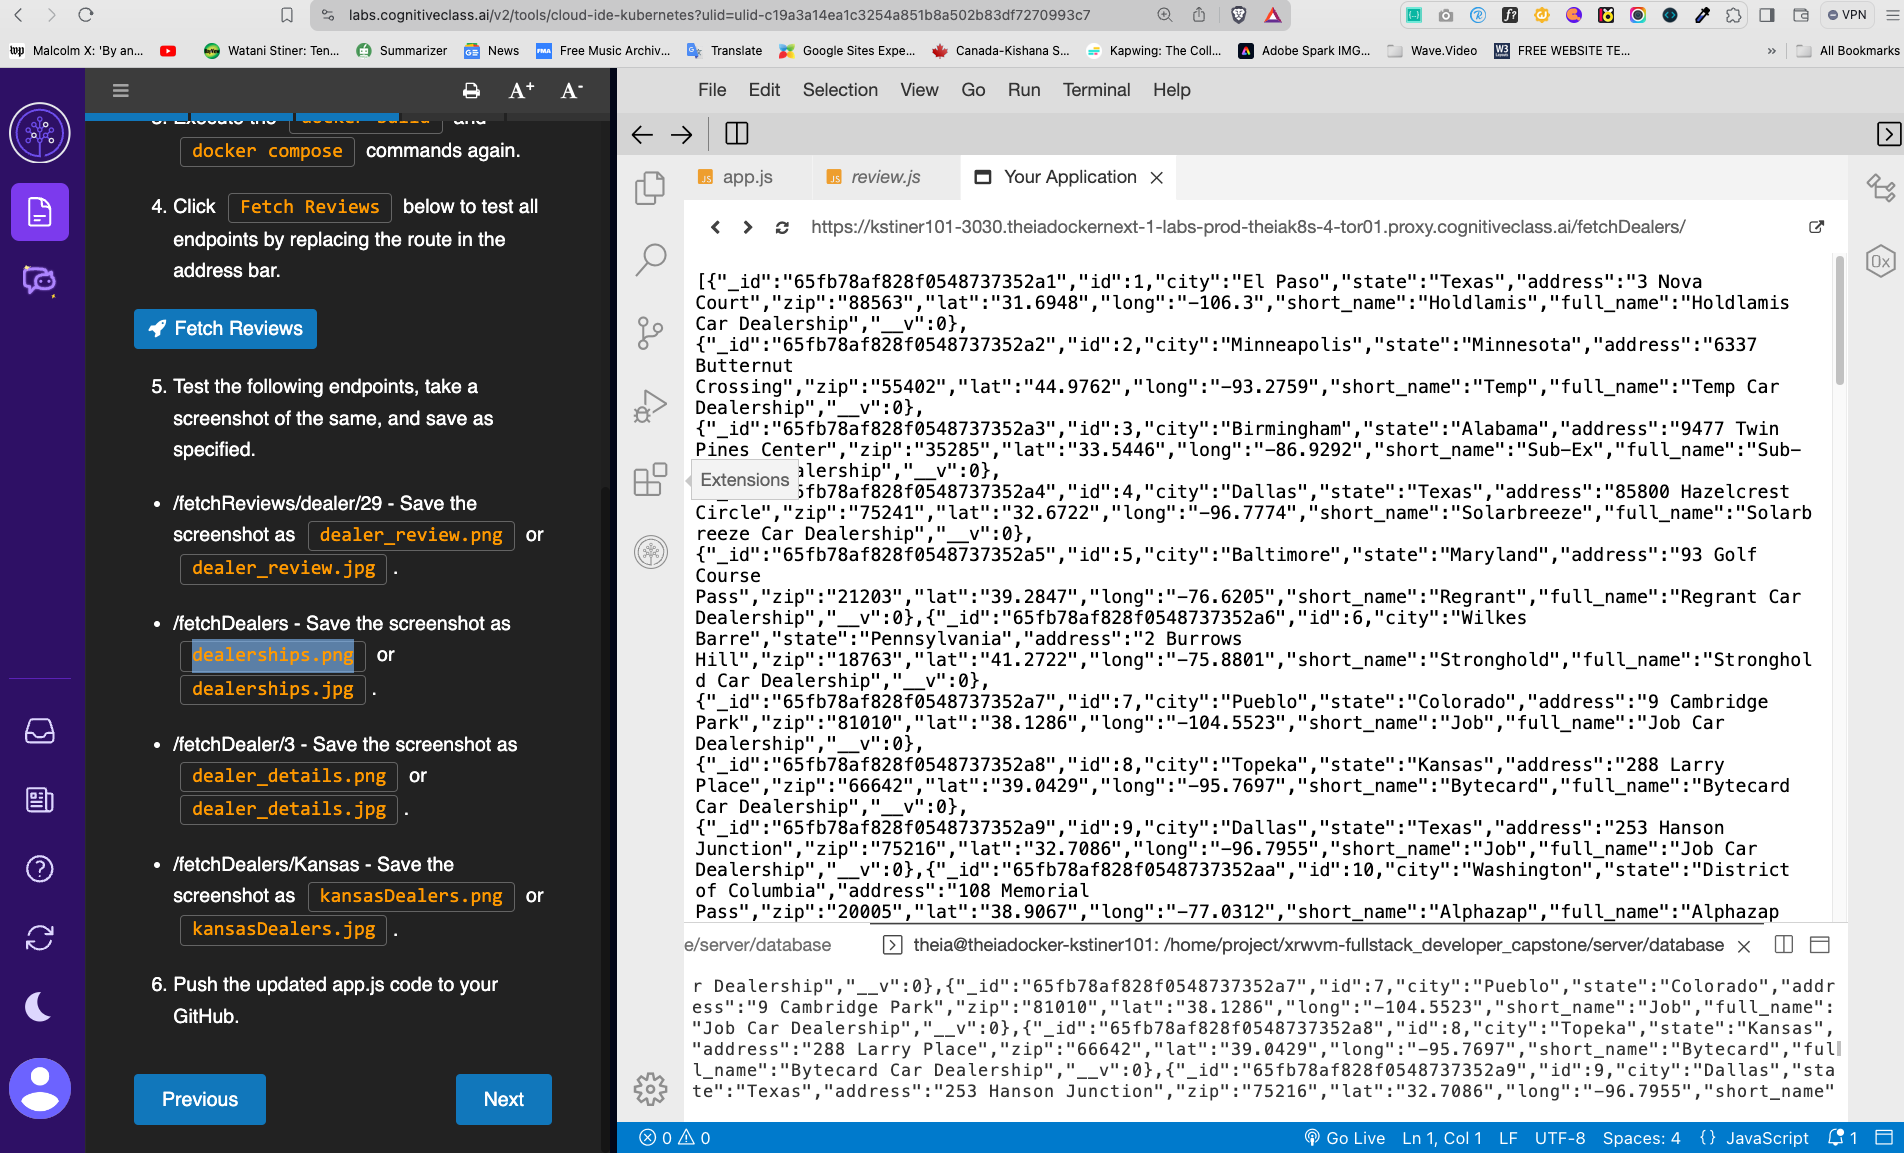 labs.cognitiveclass.ai/v2/tools/cloud-ide-kubernetes?ulid=ulid-c19a3a14ea1c3254a851b8a502b83df7270993c7
VPN
Malcolm X: 'By an...
Watani Stiner: Ten...
Summarizer
News
Free Music Archiv...
Translate
Google Sites Expe...
Canada-Kishana S...
Kapwing: The Coll...
Adobe Spark IMG...
Wave.Video
FREE WEBSITE TE...
»
All Bookmarks
A+ A-
docker compose commands again.
4. Click Fetch Reviews below to test all
endpoints by replacing the route in the
address bar.
Fetch Reviews
5. Test the following endpoints, take a
screenshot of the same, and save as
specified.
• /fetchReviews/dealer/29 - Save the
screenshot as dealer_review.png or
dealer_review.jpg .
• /fetchDealers - Save the screenshot as
dealerships.png or
dealerships.jpg .
• /fetchDealer/3 - Save the screenshot as
dealer_details.png or
dealer_details.jpg .
• /fetchDealers/Kansas - Save the
screenshot as kansasDealers.png or
kansasDealers.jpg .
6. Push the updated app.js code to your
GitHub.
Previous
Next
File Edit Selection View Go Run Terminal Help
JS app.js
JS review.js
Your Application
https://kstiner101-3030.theiadockernext-1-labs-prod-theiak8s-4-tor01.proxy.cognitiveclass.ai/fetchDealers/
[{"_id":"65fb78af828f0548737352a1","id":1,"city":"El Paso","state":"Texas","address":"3 Nova
Court","zip":"88563","lat":"31.6948","long":"-106.3","short_name":"Holdlamis","full_name":"Holdlamis
Car Dealership","__v":0},
{"_id":"65fb78af828f0548737352a2","id":2,"city":"Minneapolis","state":"Minnesota","address":"6337
Butternut
Crossing","zip":"55402","lat":"44.9762","long":"-93.2759","short_name":"Temp","full_name":"Temp Car
Dealership","__v":0},
{"_id":"65fb78af828f0548737352a3","id":3,"city":"Birmingham","state":"Alabama","address":"9477 Twin
Pines Center","zip":"35285","lat":"33.5446","long":"-86.9292","short_name":"Sub-Ex","full_name":"Sub-
alership","__v":0},
Extensions
5fb78af828f0548737352a4","id":4,"city":"Dallas","state":"Texas","address":"85800 Hazelcrest
Circle","zip":"75241","lat":"32.6722","long":"-96.7774","short_name":"Solarbreeze","full_name":"Solarb
reeze Car Dealership","__v":0},
{"_id":"65fb78af828f0548737352a5","id":5,"city":"Baltimore","state":"Maryland","address":"93 Golf
Course
Pass","zip":"21203","lat":"39.2847","long":"-76.6205","short_name":"Regrant","full_name":"Regrant Car
Dealership","__v":0},{"_id":"65fb78af828f0548737352a6","id":6,"city":"Wilkes
Barre","state":"Pennsylvania","address":"2 Burrows
Hill","zip":"18763","lat":"41.2722","long":"-75.8801","short_name":"Stronghold","full_name":"Stronghol
d Car Dealership","__v":0},
{"_id":"65fb78af828f0548737352a7","id":7,"city":"Pueblo","state":"Colorado","address":"9 Cambridge
Park","zip":"81010","lat":"38.1286","long":"-104.5523","short_name":"Job","full_name":"Job Car
Dealership","__v":0},
{"_id":"65fb78af828f0548737352a8","id":8,"city":"Topeka","state":"Kansas","address":"288 Larry
Place","zip":"66642","lat":"39.0429","long":"-95.7697","short_name":"Bytecard","full_name":"Bytecard
Car Dealership","__v":0},
{"_id":"65fb78af828f0548737352a9","id":9,"city":"Dallas","state":"Texas","address":"253 Hanson
Junction","zip":"75216","lat":"32.7086","long":"-96.7955","short_name":"Job","full_name":"Job Car
Dealership","__v":0},{"_id":"65fb78af828f0548737352aa","id":10,"city":"Washington","state":"District
of Columbia","address":"108 Memorial
Pass","zip":"20005","lat":"38.9067","long":"-77.0312","short_name":"Alphazap","full_name":"Alphazap
e/server/database
theia@theiadocker-kstiner101: /home/project/xrwvm-fullstack_developer_capstone/server/database
r Dealership","__v":0},{"_id":"65fb78af828f0548737352a7","id":7,"city":"Pueblo","state":"Colorado","addr
ess":"9 Cambridge Park","zip":"81010","lat":"38.1286","long":"-104.5523","short_name":"Job","full_name":
"Job Car Dealership","__v":0},{"_id":"65fb78af828f0548737352a8","id":8,"city":"Topeka","state":"Kansas",
"address":"288 Larry Place","zip":"66642","lat":"39.0429","long":"-95.7697","short_name":"Bytecard","ful
l_name":"Bytecard Car Dealership","__v":0},{"_id":"65fb78af828f0548737352a9","id":9,"city":"Dallas","sta
te":"Texas","address":"253 Hanson Junction","zip":"75216","lat":"32.7086","long":"-96.7955","short_name"
0 0
Go Live Ln 1, Col 1 LF UTF-8 Spaces: 4 {} JavaScript 1
0x